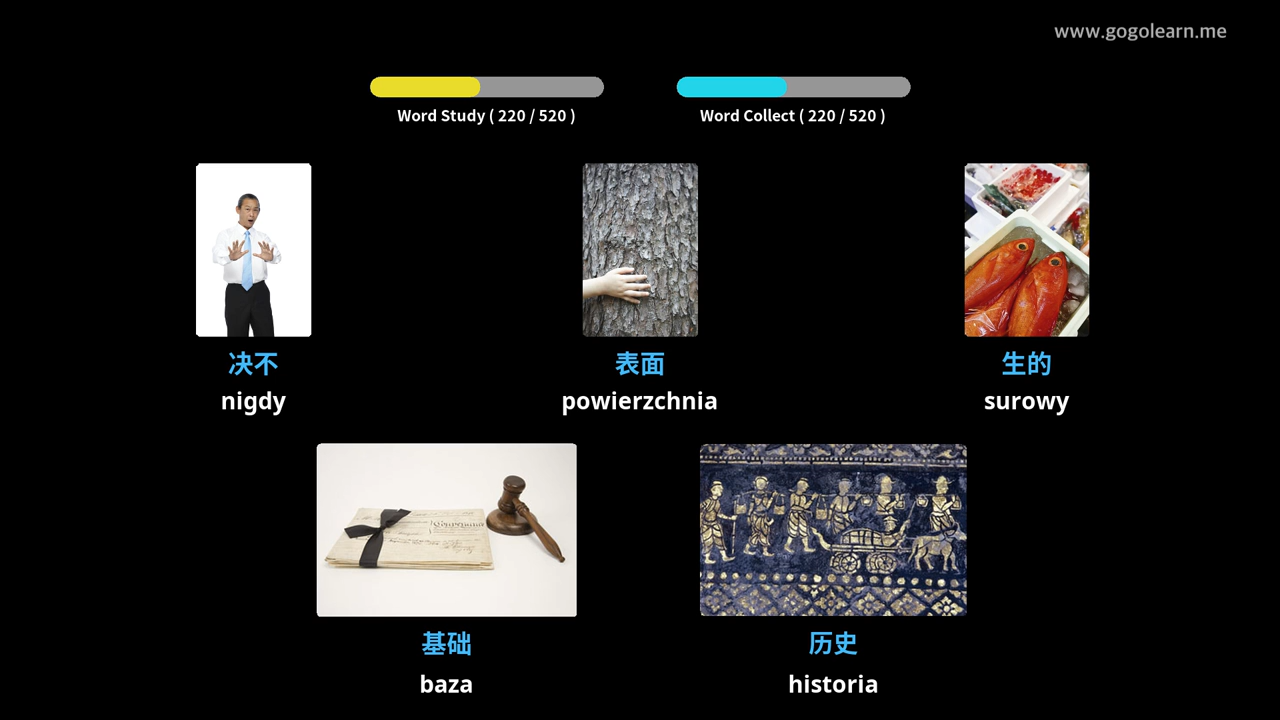 www.gogolearn.me
Word Study ( 220 / 520 )
Word Collect ( 220 / 520 )
决不
nigdy
表面
powierzchnia
生的
surowy
基础
baza
历史
historia